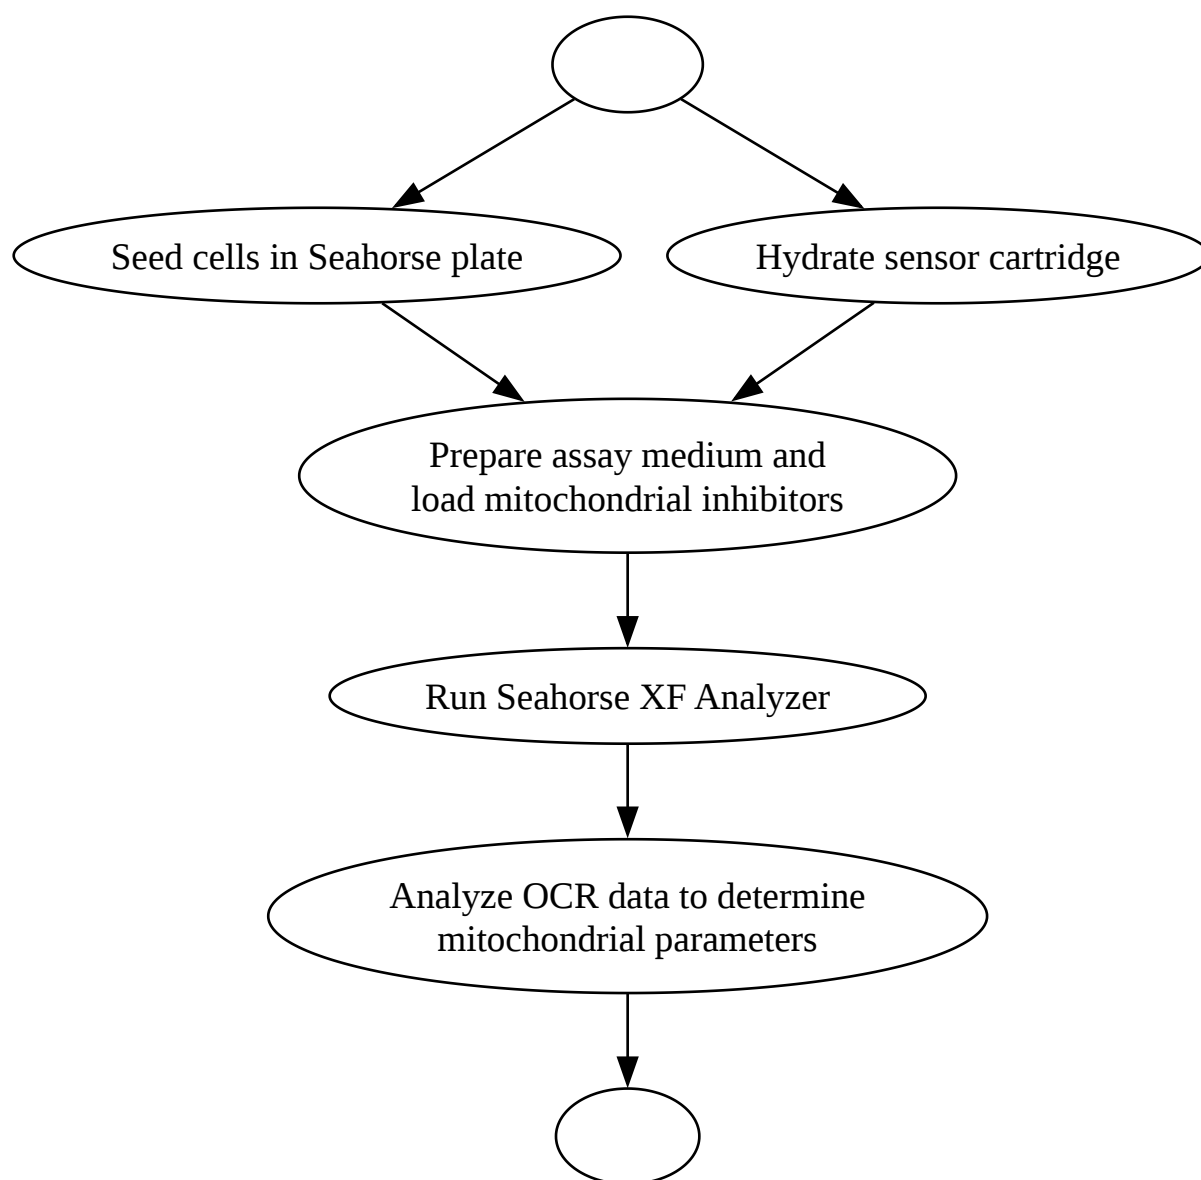 Seed cells in Seahorse plate
Hydrate sensor cartridge
Prepare assay medium and
load mitochondrial inhibitors
Run Seahorse XF Analyzer
Analyze OCR data to determine
mitochondrial parameters